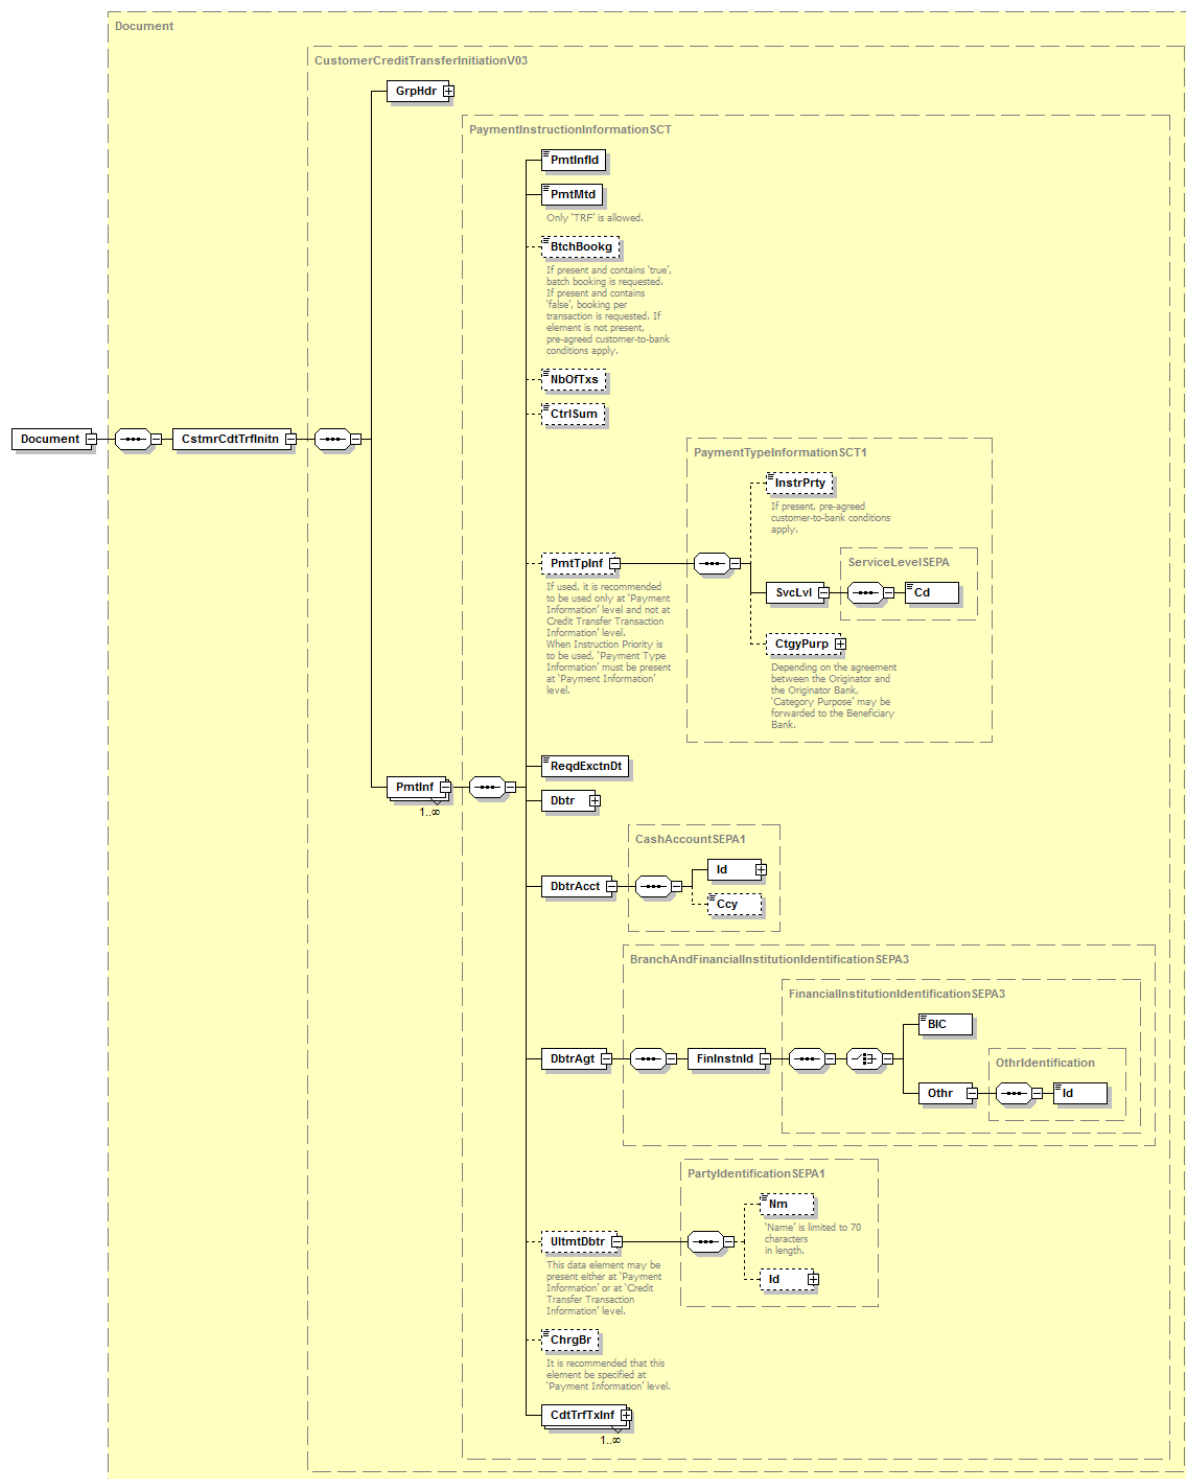 Document
CustomerCreditTransferInitiationV03
GrpHdr
PaymentInstructionInformationSCT
PmtInfId
PmtMtd
Only 'TRF' is allowed.
BtchBookg
If present and contains 'true',
batch booking is requested.
If present and contains
'false', booking per
transaction is requested. If
element is not present,
pre-agreed customer-to-bank
conditions apply.
NbOfTxs
CtrlSum
Document
CstmrCdtTrfInitn
PaymentTypeInformationSCT1
InstrPrty
If present, pre-agreed
customer-to-bank conditions
apply.
PmtTpInf
If used, it is recommended
to be used only at 'Payment
Information' level and not at
Credit Transfer Transaction
Information' level.
When Instruction Priority is
to be used, 'Payment Type
Information' must be present
at 'Payment Information'
level.
ServiceLevelSEPA
SvcLvl
Cd
CtgyPurp
Depending on the agreement
between the Originator and
the Originator Bank,
'Category Purpose' may be
forwarded to the Beneficiary
Bank.
ReqdExctnDt
PmtInf
1..∞
Dbtr
CashAccountSEPA1
Id
DbtrAcct
Ccy
BranchAndFinancialInstitutionIdentificationSEPA3
FinancialInstitutionIdentificationSEPA3
BIC
DbtrAgt
FinInstnId
OthrIdentification
Othr
Id
PartyIdentificationSEPA1
Nm
'Name' is limited to 70
characters
in length.
UltmtDbtr
This data element may be
present either at 'Payment
Information' or at 'Credit
Transfer Transaction
Information' level.
Id
ChrgBr
It is recommended that this
element be specified at
'Payment Information' level.
CdtTrfTxInf
1..∞